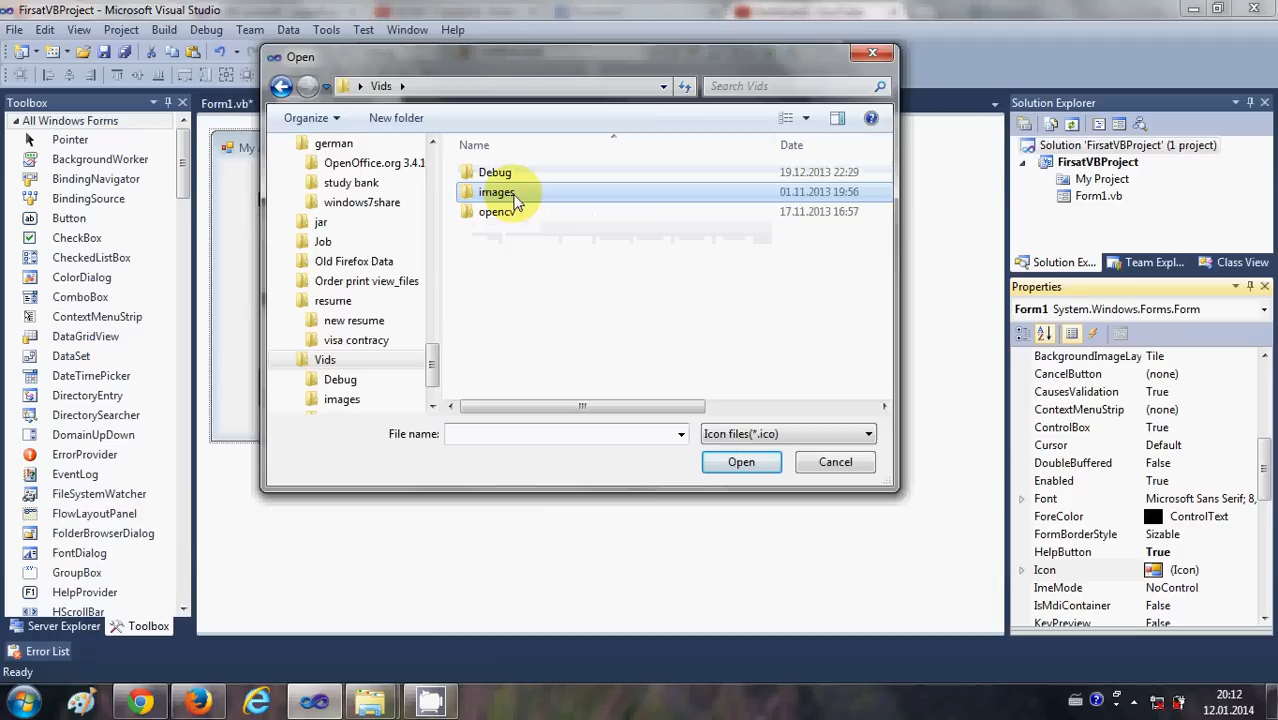 FirsatVBProject - Microsoft Visual Studio
File Edit View Project Build Debug Team Data Tools Test Window Help
Toolbox
All Windows Forms
Pointer
BackgroundWorker
BindingNavigator
BindingSource
Button
CheckBox
CheckedListBox
ColorDialog
ComboBox
ContextMenuStrip
DataGridView
DataSet
DateTimePicker
DirectoryEntry
DirectorySearcher
DomainUpDown
ErrorProvider
EventLog
FileSystemWatcher
FlowLayoutPanel
FolderBrowserDialog
FontDialog
GroupBox
HelpProvider
HScrollBar
Server Explorer Toolbox
Error List
Ready
Form1.vb*
My
Open
Vids
Search Vids
Organize New folder
german
OpenOffice.org 3.4.1
study bank
windows7share
jar
Job
Old Firefox Data
Order print view_files
resume
new resume
visa contracy
Vids
Debug
images
Name Date
Debug 19.12.2013 22:29
images 01.11.2013 19:56
opencv 17.11.2013 16:57
File name: Icon files(*.ico)
Open Cancel
Solution Explorer
Solution 'FirsatVBProject' (1 project)
FirsatVBProject
My Project
Form1.vb
Solution Ex... Team Expl... Class View
Properties
Form1 System.Windows.Forms.Form
BackgroundImageLay Tile
CancelButton (none)
CausesValidation True
ContextMenuStrip (none)
ControlBox True
Cursor Default
DoubleBuffered False
Enabled True
Font Microsoft Sans Serif; 8,
ForeColor ControlText
FormBorderStyle Sizable
HelpButton True
Icon (Icon)
ImeMode NoControl
IsMdiContainer False
KeyPreview False
20:12
12.01.2014